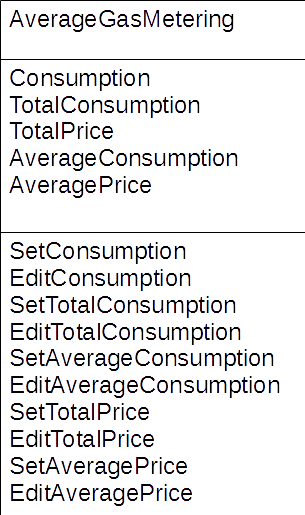 AverageGasMetering
Consumption
TotalConsumption
TotalPrice
AverageConsumption
AveragePrice
SetConsumption
EditConsumption
SetTotalConsumption
EditTotalConsumption
SetAverageConsumption
EditAverageConsumption
SetTotalPrice
EditTotalPrice
SetAveragePrice
EditAveragePrice